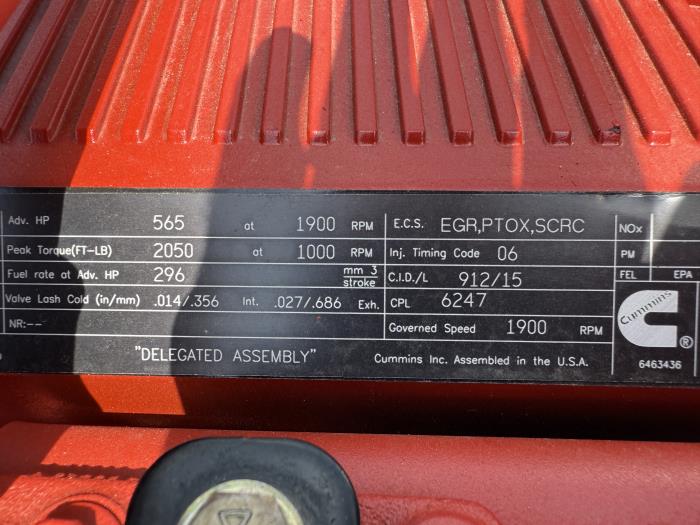 Adv. HP 565 at 1900 RPM E.C.S. EGR,PTOX,SCRC NOx
Peak Torque(FT-LB) 2050 at 1000 RPM Inj. Timing Code 06 PM
Fuel rate at Adv. HP 296 mm 3 stroke C.I.D./L 912/15 FEL EPA
Valve Lash Cold (in/mm) .014/.356 Int. .027/.686 Exh. CPL 6247
NR:-- Governed Speed 1900 RPM
Cummins ®
"DELEGATED ASSEMBLY" Cummins Inc. Assembled in the U.S.A. 6463436